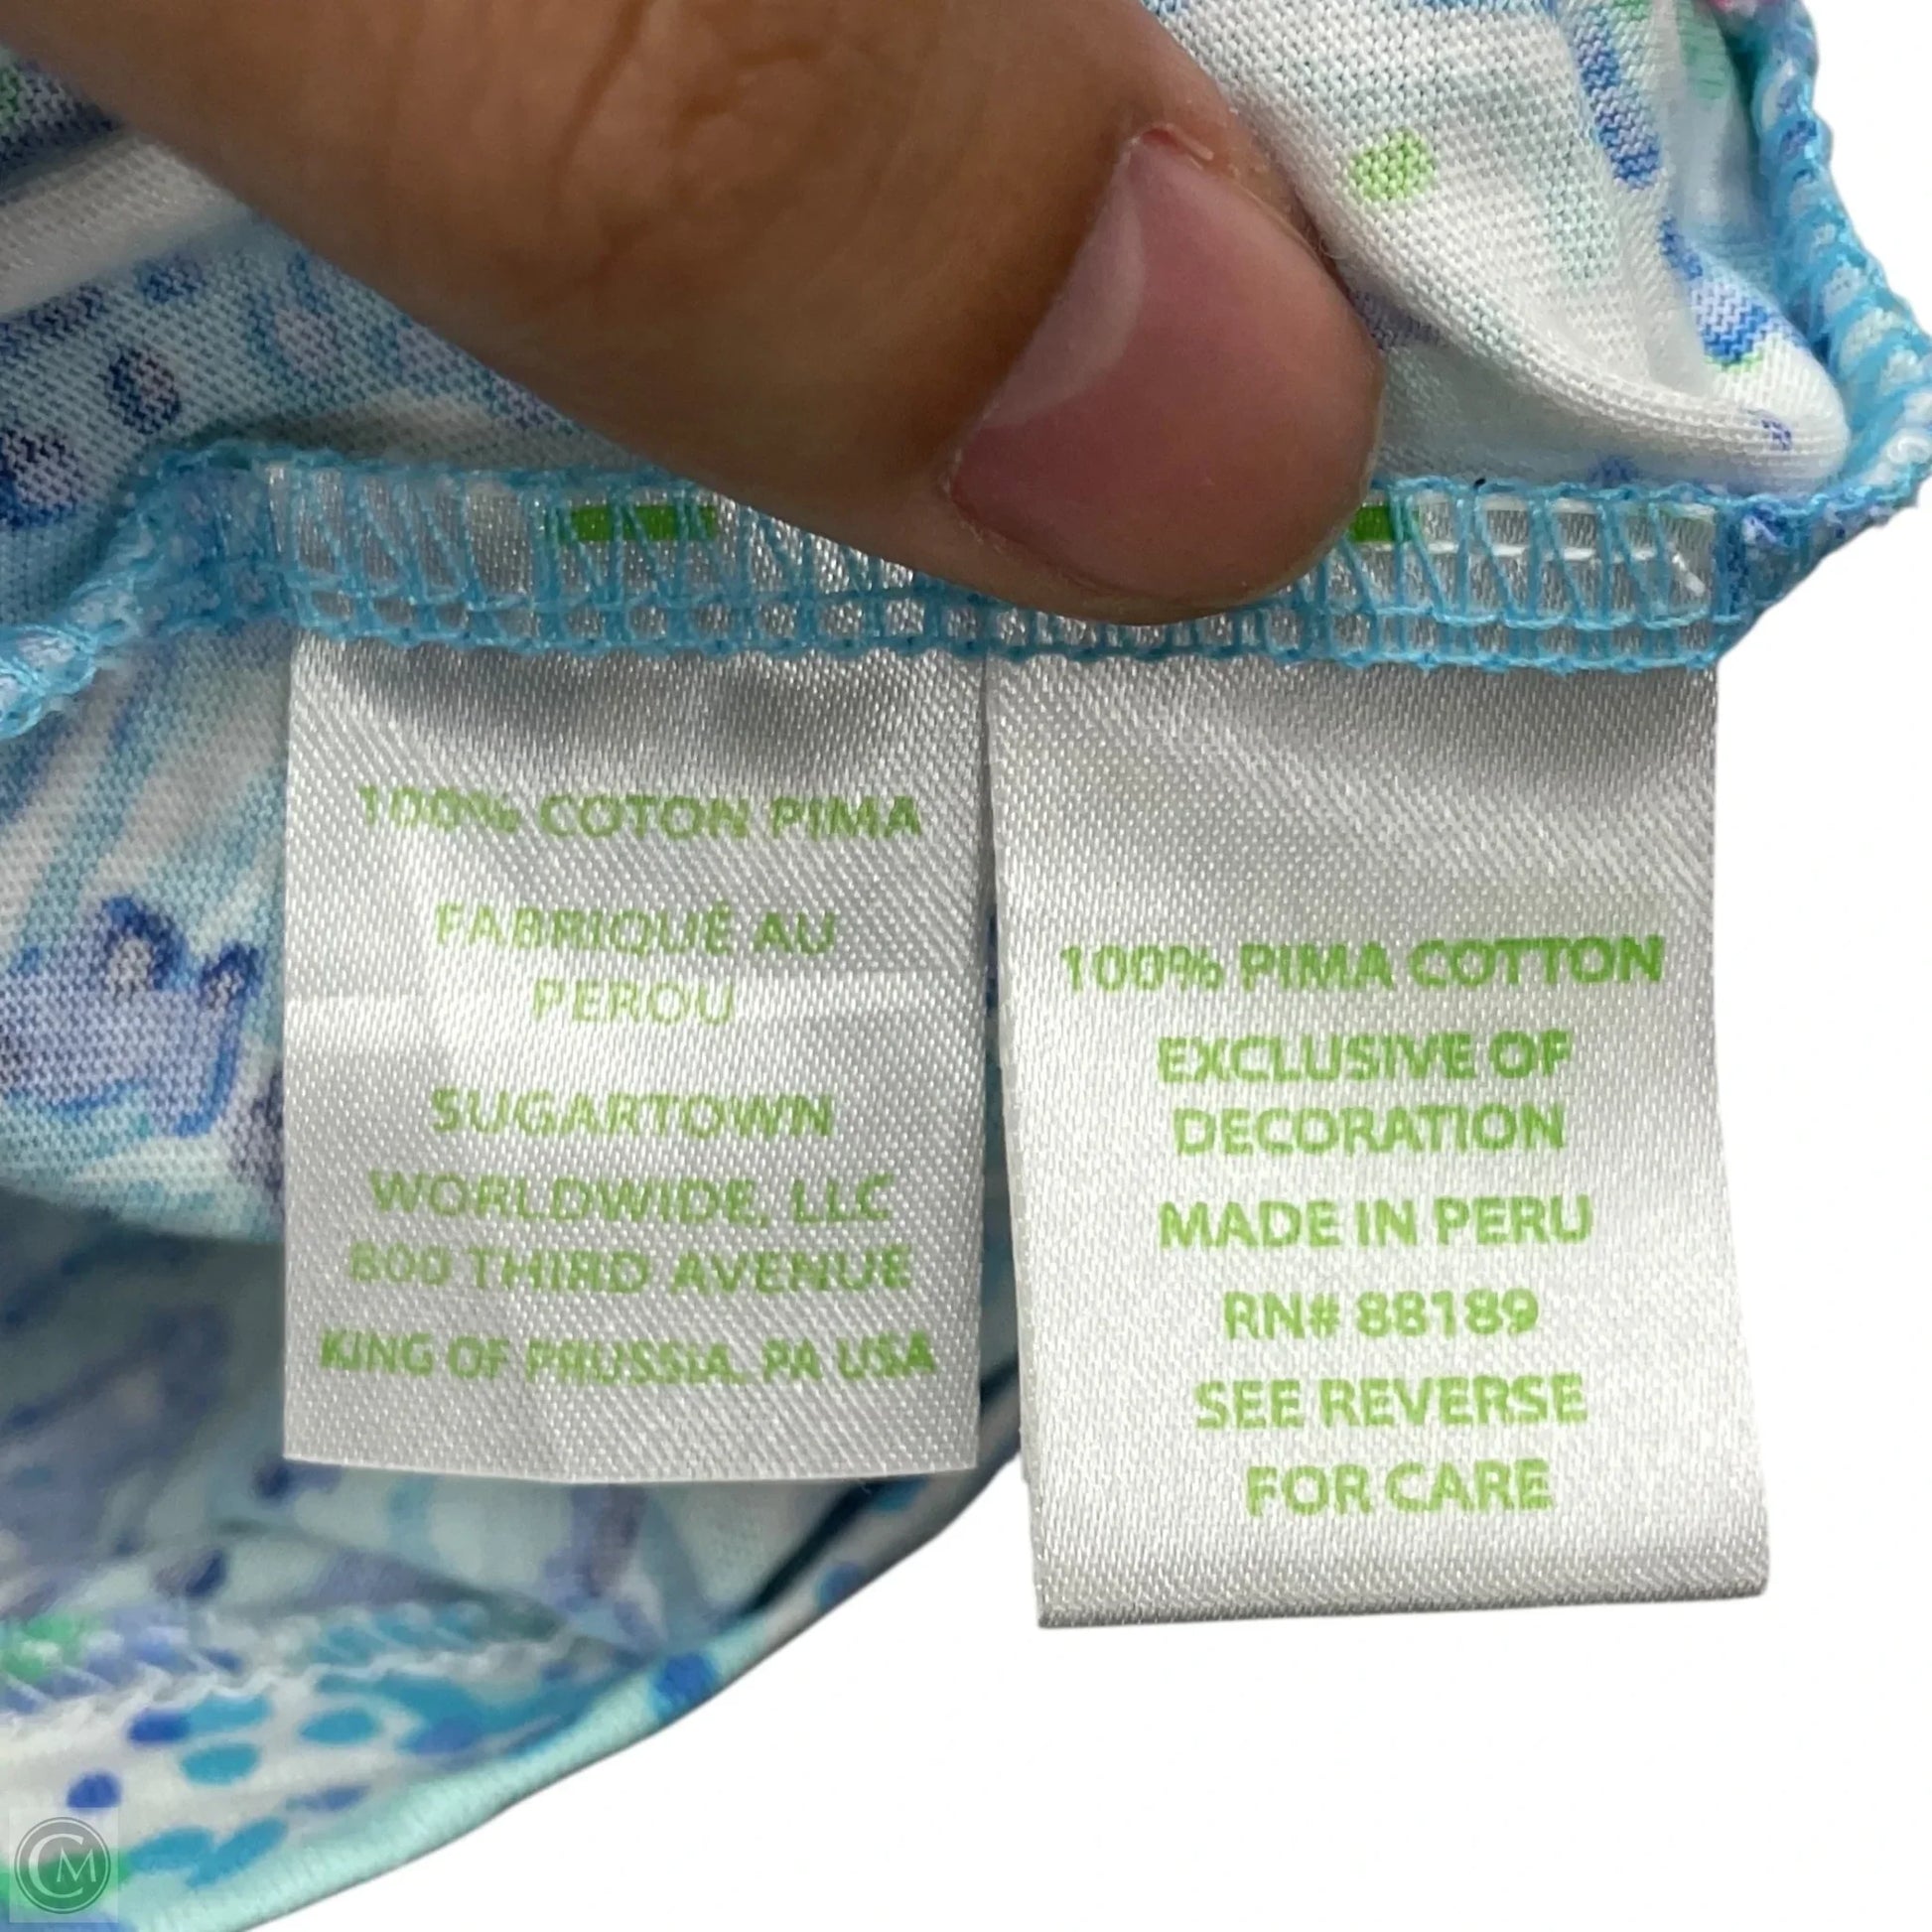 100% COTON PIMA
FABRIQUÉ AU
PEROU
SUGARTOWN
WORLDWIDE, LLC
800 THIRD AVENUE
KING OF PRUSSIA, PA USA
100% PIMA COTTON
EXCLUSIVE OF
DECORATION
MADE IN PERU
RN# 88189
SEE REVERSE
FOR CARE
CM